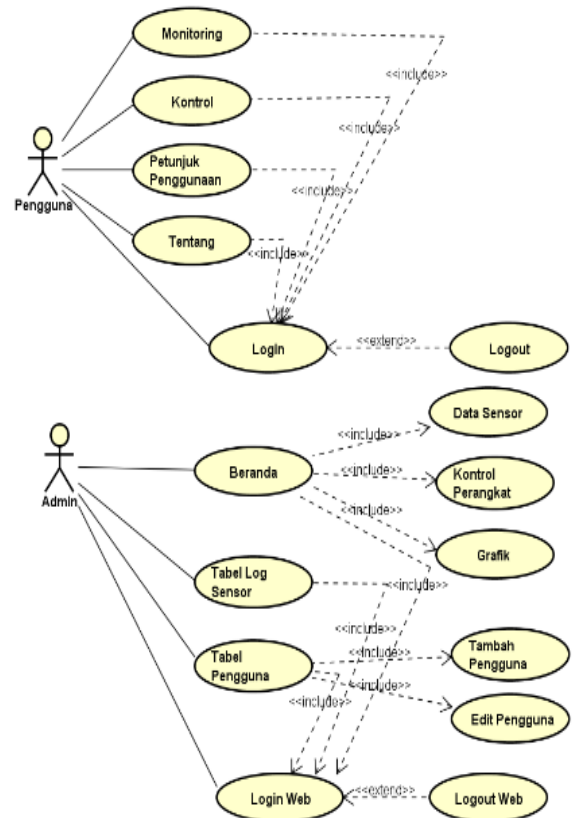 Monitoring
<<include>>
Kontrol
<<include>>
Petunjuk
Penggunaan
<<include>>
Pengguna
Tentang
<<include>>
Login
<<extend>>
Logout
Data Sensor
<<include>>
Admin
Beranda
<<include>>
Kontrol
Perangkat
<<include>>
Grafik
Tabel Log
Sensor
<<include>>
<<include>>
Tabel
Pengguna
<<include>>
Tambah
Pengguna
<<include>>
<<include>>
Edit Pengguna
Login Web
<<extend>>
Logout Web